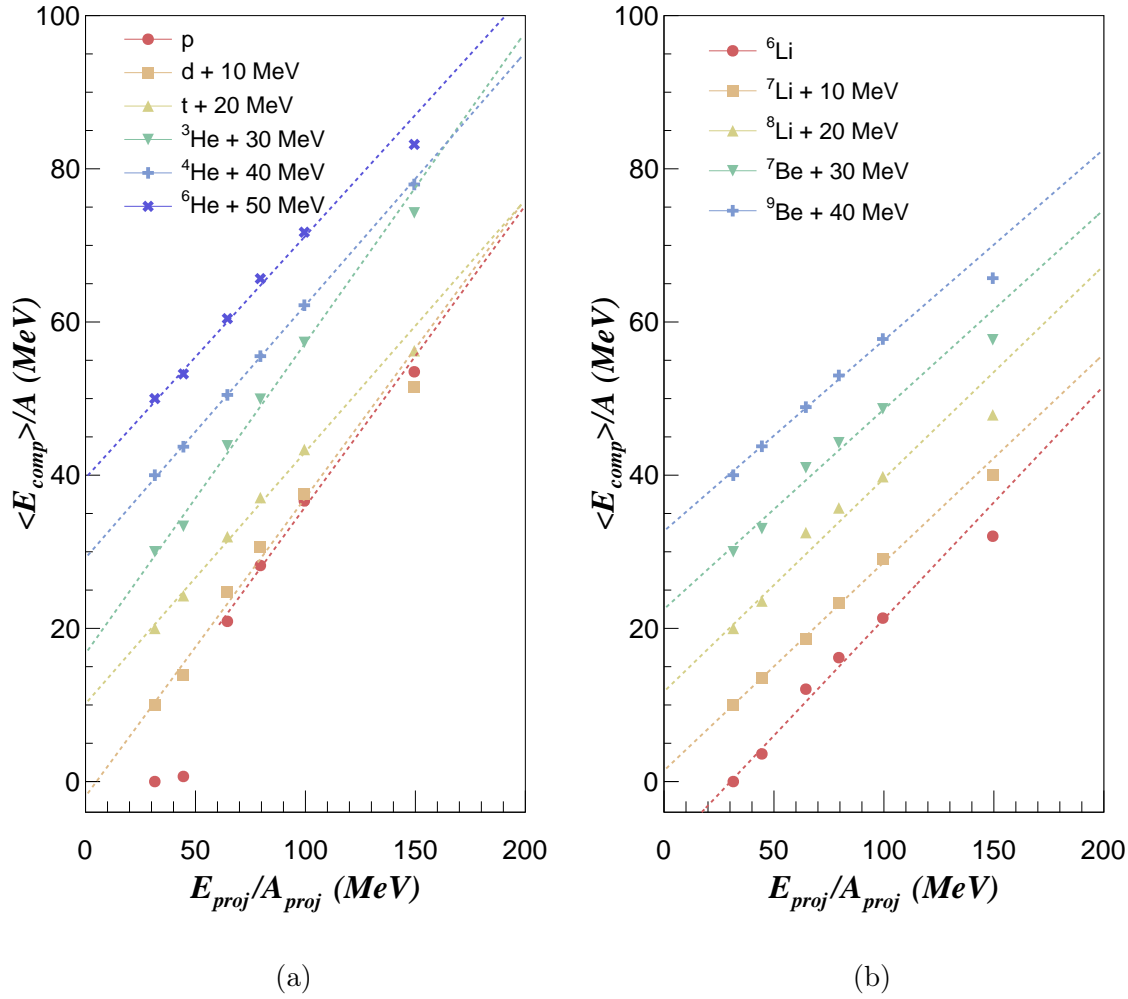 100
80
60
40
20
0
<E_comp>/A (MeV)
p
d + 10 MeV
t + 20 MeV
³He + 30 MeV
⁴He + 40 MeV
⁶He + 50 MeV
0 50 100 150 200
E_proj/A_proj (MeV)
(a)
100
80
60
40
20
0
<E_comp>/A (MeV)
⁶Li
⁷Li + 10 MeV
⁸Li + 20 MeV
⁷Be + 30 MeV
⁹Be + 40 MeV
0 50 100 150 200
E_proj/A_proj (MeV)
(b)